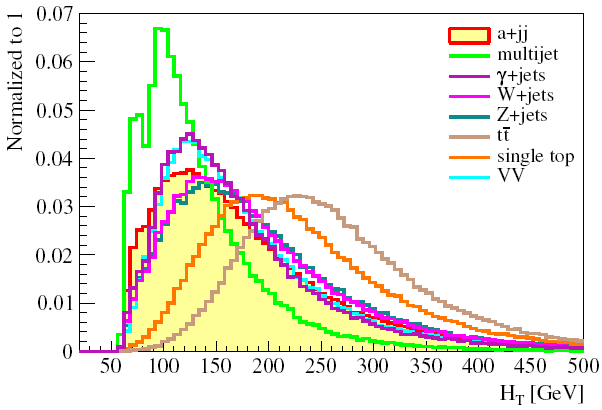 Normalized to 1
0.07
0.06
0.05
0.04
0.03
0.02
0.01
0
50 100 150 200 250 300 350 400 450 500
H_T [GeV]
a+jj
multijet
γ+jets
W+jets
Z+jets
tt̄
single top
VV